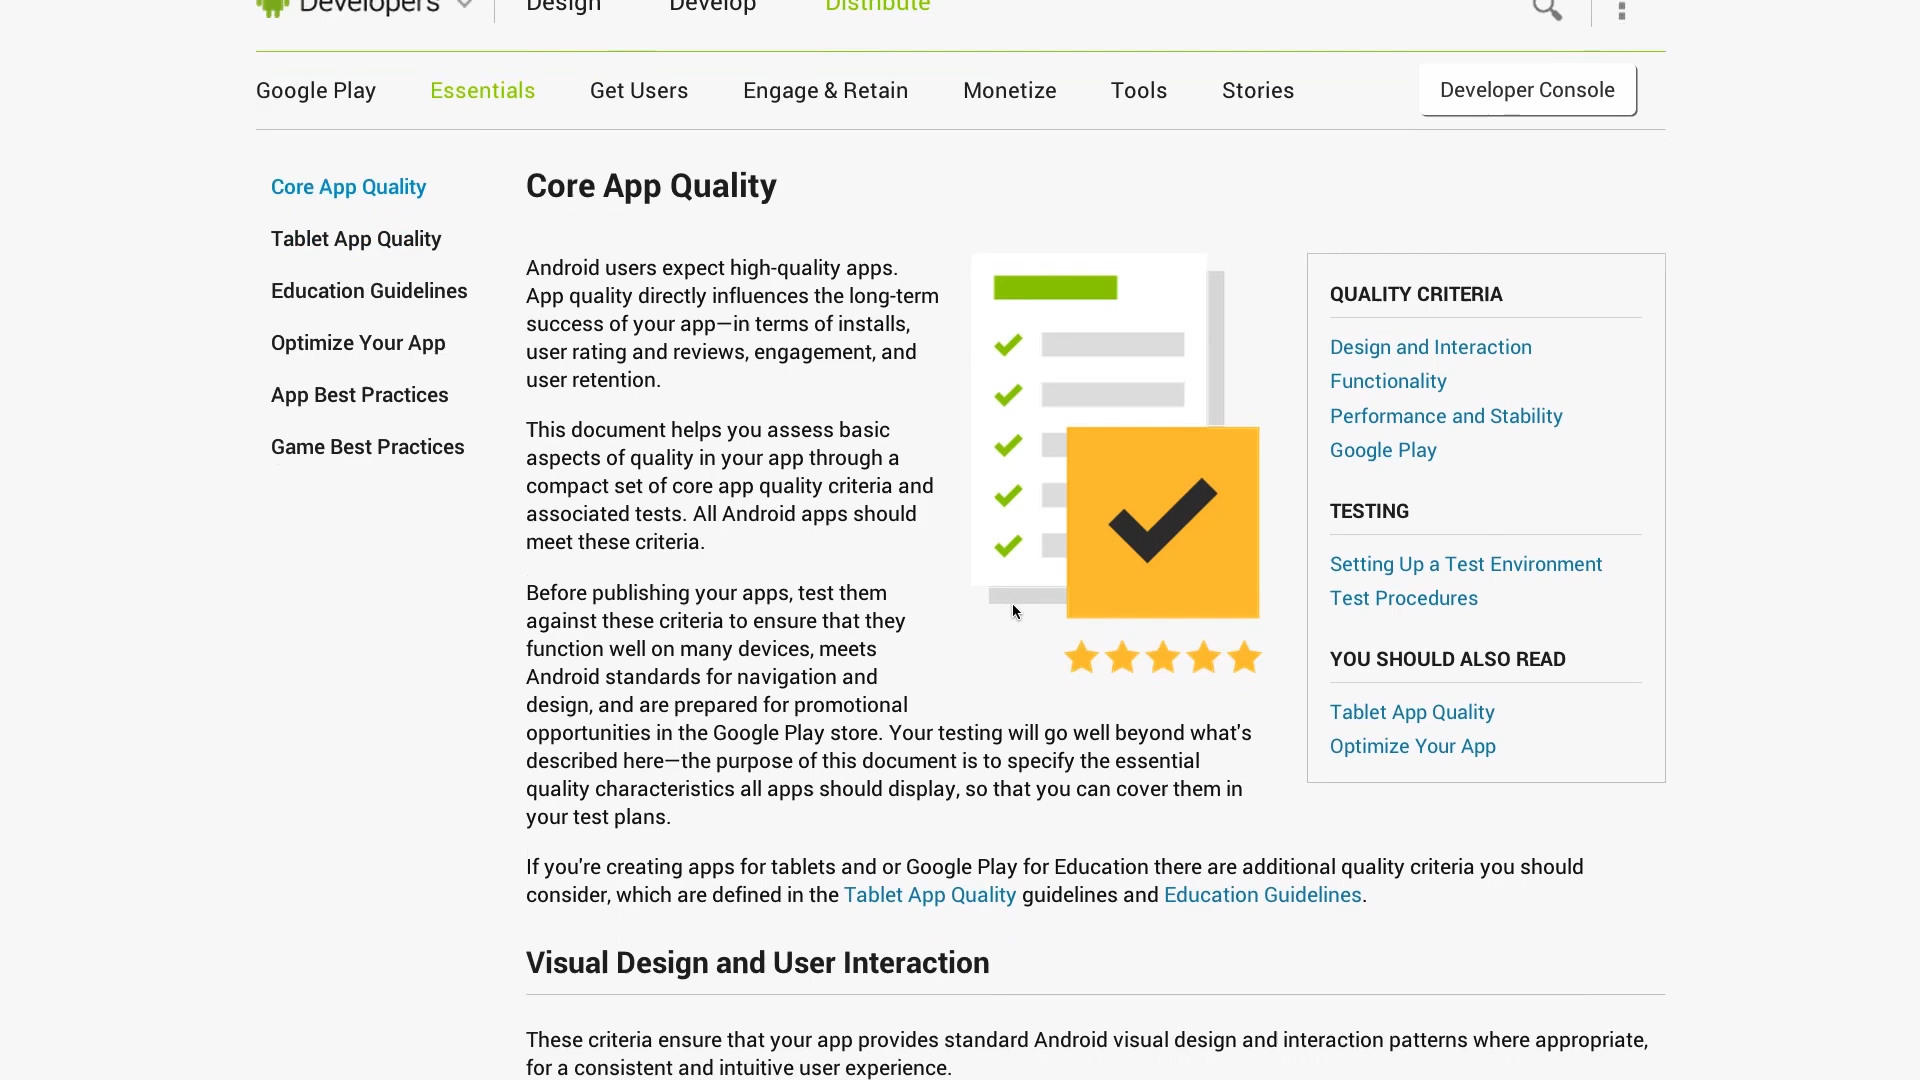 Developers Design Develop Distribute
Google Play Essentials Get Users Engage & Retain Monetize Tools Stories Developer Console
Core App Quality
Tablet App Quality
Education Guidelines
Optimize Your App
App Best Practices
Game Best Practices
Core App Quality
Android users expect high-quality apps.
App quality directly influences the long-term
success of your app—in terms of installs,
user rating and reviews, engagement, and
user retention.
This document helps you assess basic
aspects of quality in your app through a
compact set of core app quality criteria and
associated tests. All Android apps should
meet these criteria.
Before publishing your apps, test them
against these criteria to ensure that they
function well on many devices, meets
Android standards for navigation and
design, and are prepared for promotional
opportunities in the Google Play store. Your testing will go well beyond what's
described here—the purpose of this document is to specify the essential
quality characteristics all apps should display, so that you can cover them in
your test plans.
QUALITY CRITERIA
Design and Interaction
Functionality
Performance and Stability
Google Play
TESTING
Setting Up a Test Environment
Test Procedures
YOU SHOULD ALSO READ
Tablet App Quality
Optimize Your App
If you're creating apps for tablets and or Google Play for Education there are additional quality criteria you should
consider, which are defined in the Tablet App Quality guidelines and Education Guidelines.
Visual Design and User Interaction
These criteria ensure that your app provides standard Android visual design and interaction patterns where appropriate,
for a consistent and intuitive user experience.